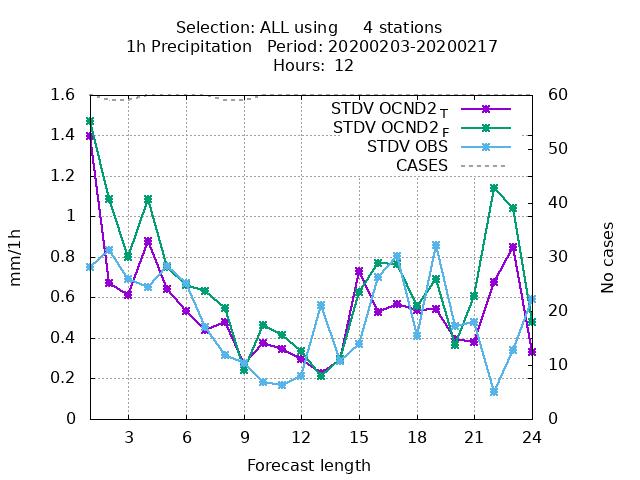 Selection: ALL using     4 stations
1h Precipitation   Period: 20200203-20200217
Hours: 12
STDV OCND2_T
STDV OCND2_F
STDV OBS
CASES
1.6
1.4
1.2
1
0.8
0.6
0.4
0.2
0
mm/1h
60
50
40
30
20
10
0
No cases
3 6 9 12 15 18 21 24
Forecast length